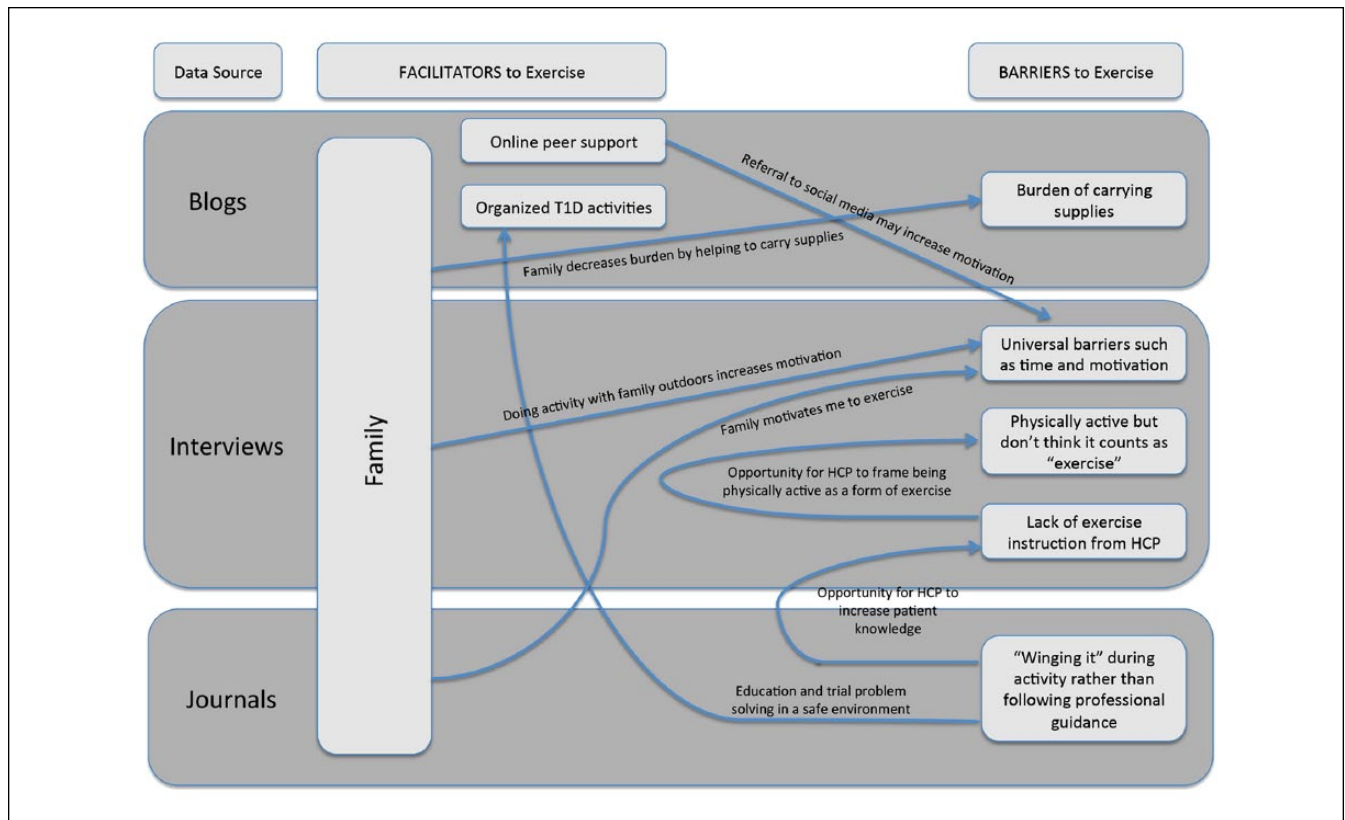 Data Source
FACILITATORS to Exercise
BARRIERS to Exercise
Blogs
Family
Online peer support
Organized T1D activities
Referral to social media may increase motivation
Family decreases burden by helping to carry supplies
Burden of carrying
supplies
Interviews
Doing activity with family outdoors increases motivation
Family motivates me to exercise
Universal barriers such
as time and motivation
Physically active but
don’t think it counts as
“exercise”
Opportunity for HCP to frame being
physically active as a form of exercise
Lack of exercise
instruction from HCP
Opportunity for HCP to
increase patient
knowledge
Journals
Education and trial problem
solving in a safe environment
“Winging it” during
activity rather than
following professional
guidance